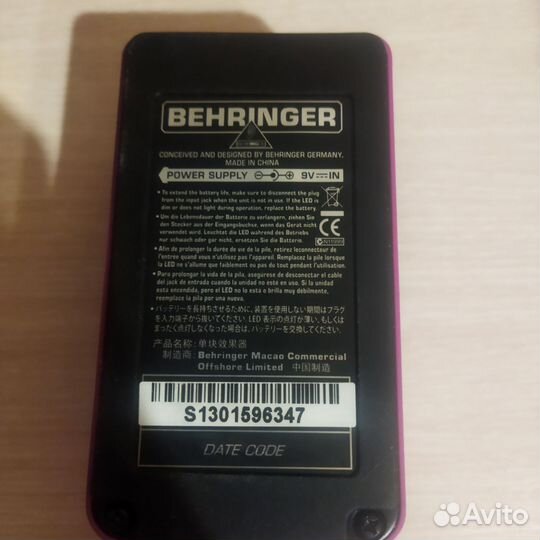 BEHRINGER
CONCEIVED AND DESIGNED BY BEHRINGER GERMANY.
MADE IN CHINA
POWER SUPPLY 9V IN
• To extend the battery life, make sure to disconnect the plug
from the input jack when the unit is not in use. If the LED is
dim or does not light during operation, replace the battery.
• Um die Lebensdauer der Batterie zu verlangern, ziehen Sie
den Stecker aus der Eingangsbuchse, wenn das Gerät nicht
verwendet wird. Leuchtet die LED während des Betriebs
nur schwach oder gar nicht, ersetzen Sie die Batterie.
CE
N11999
• Afin de prolonger la durée de vie de la pile, retirez leconnecteur de
l'entrée quand vous n'utilisez pas l'appareil. Remplacez la pile lorsque
la LED s'allume faiblement ou pas du tout pendant l'utilisation.
• Para prolongar la vida de la pila, asegúrese de desconectar el cable
del jack de entrada cuando la unidad no esté en uso. Si la unidad
esta encendida, pero el LED no lo esta o brilla muy debilmente,
reemplace la pila por una nueva.
• バッテリーを長持ちさせるために、装置を使用しない期間はプラグ
を入力端子から抜いてください。LED 表示の点灯が薄い、もしくは
まったく点灯しなくなった場合は、バッテリーを交換してください。
产品名称: 单块效果器
制造商: Behringer Macao Commercial
Offshore Limited 中国制造
S1301596347
DATE CODE
Avito